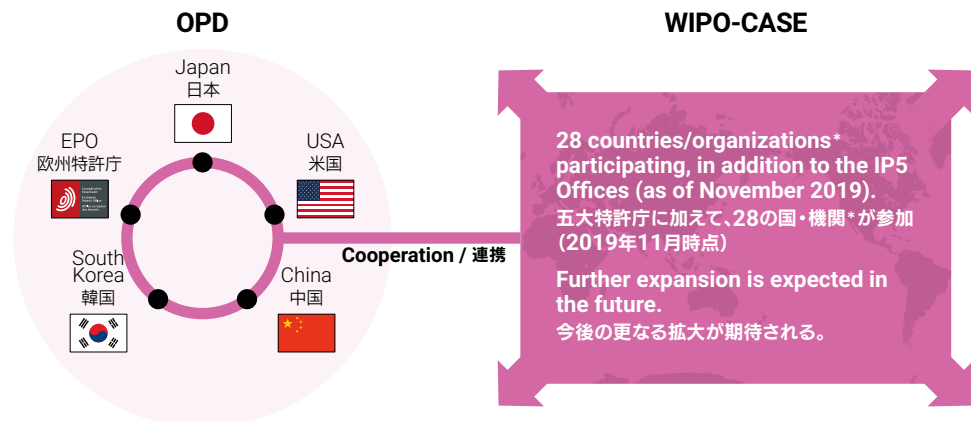 OPD
WIPO-CASE
Japan
日本
EPO
欧州特許庁
USA
米国
South
Korea
韓国
China
中国
Cooperation / 連携
28 countries/organizations*
participating, in addition to the IP5
Offices (as of November 2019).
五大特許庁に加えて、28の国・機関*が参加
（2019年11月時点）
Further expansion is expected in
the future.
今後の更なる拡大が期待される。